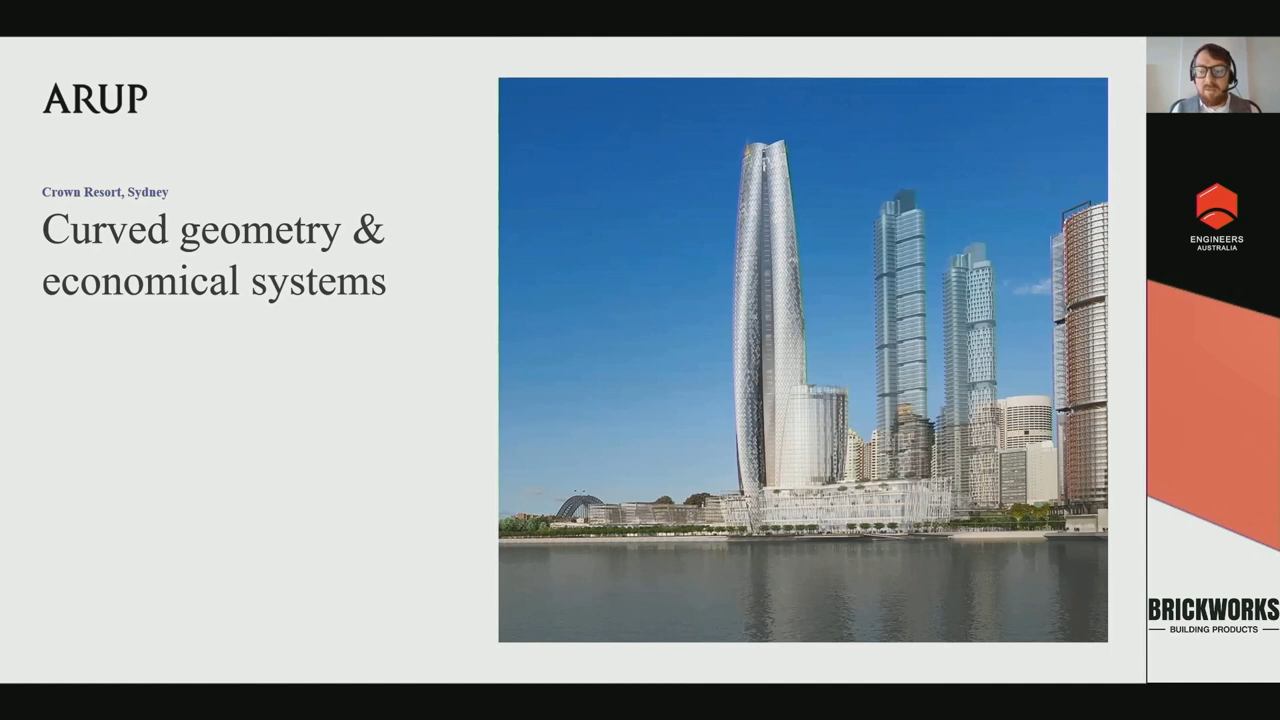 ARUP
Crown Resort, Sydney
Curved geometry &
economical systems
ENGINEERS
AUSTRALIA
BRICKWORKS
BUILDING PRODUCTS